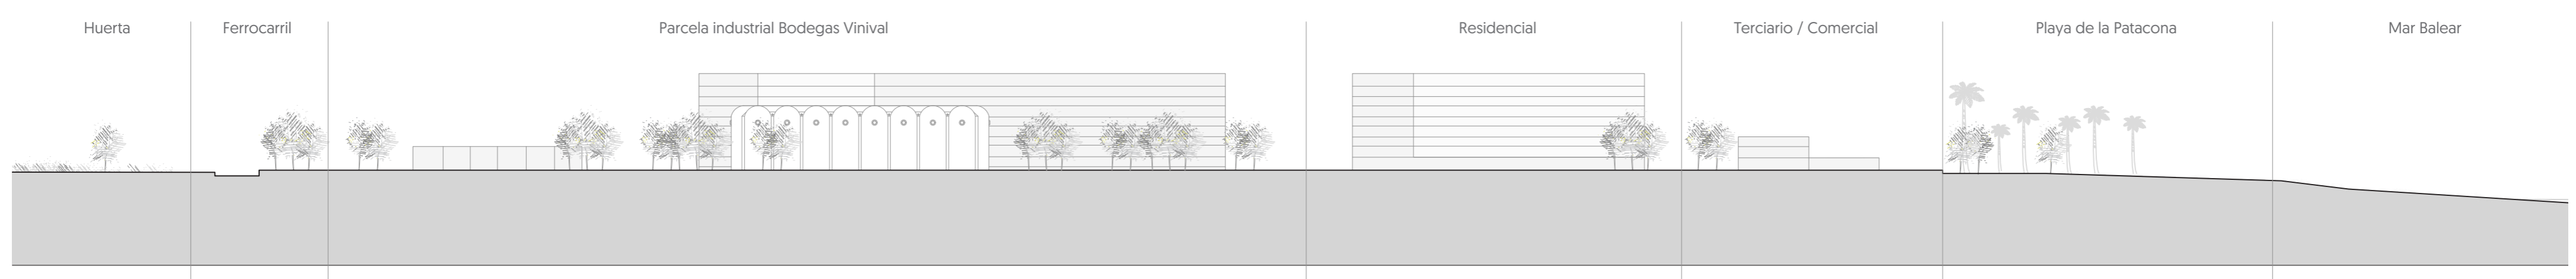 Huerta
Ferrocarril
Parcela industrial Bodegas Vinival
Residencial
Terciario / Comercial
Playa de la Patacona
Mar Balear